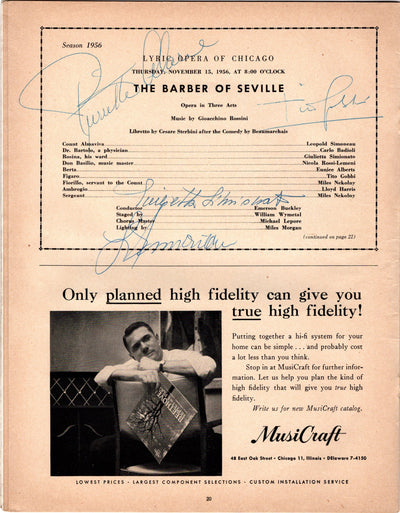 Season 1956
LYRIC OPERA OF CHICAGO
THURSDAY, NOVEMBER 15, 1956, AT 8:00 O'CLOCK
THE BARBER OF SEVILLE
Opera in Three Acts
Music by Gioacchino Rossini
Libretto by Cesare Sterbini after the Comedy by Beaumarchais
Count Almaviva Leopold Simoneau
Dr. Bartolo, a physician Carlo Badioli
Rosina, his ward Giulietta Simionato
Don Basilio, music master Nicola Rossi-Lemeni
Berta Eunice Alberts
Figaro Tito Gobbi
Fiorillo, servant to the Count Miles Nekolny
Ambrogio Lloyd Harris
Sergeant Miles Nekolny
Conductor Emerson Buckley
Staged by William Wymetal
Chorus Master Michael Lepore
Lighting by Miles Morgan
(continued on page 22)
Giulietta Simionato
Only planned high fidelity can give you
true high fidelity!
Putting together a hi-fi system for your
home can be simple . . . and probably cost
a lot less than you think.
Stop in at MusiCraft for further infor-
mation. Let us help you plan the kind of
high fidelity that will give you true high
fidelity.
Write us for new MusiCraft catalog.
MusiCraft
48 East Oak Street • Chicago 11, Illinois • DElaware 7-4150
LOWEST PRICES - LARGEST COMPONENT SELECTIONS - CUSTOM INSTALLATION SERVICE
20